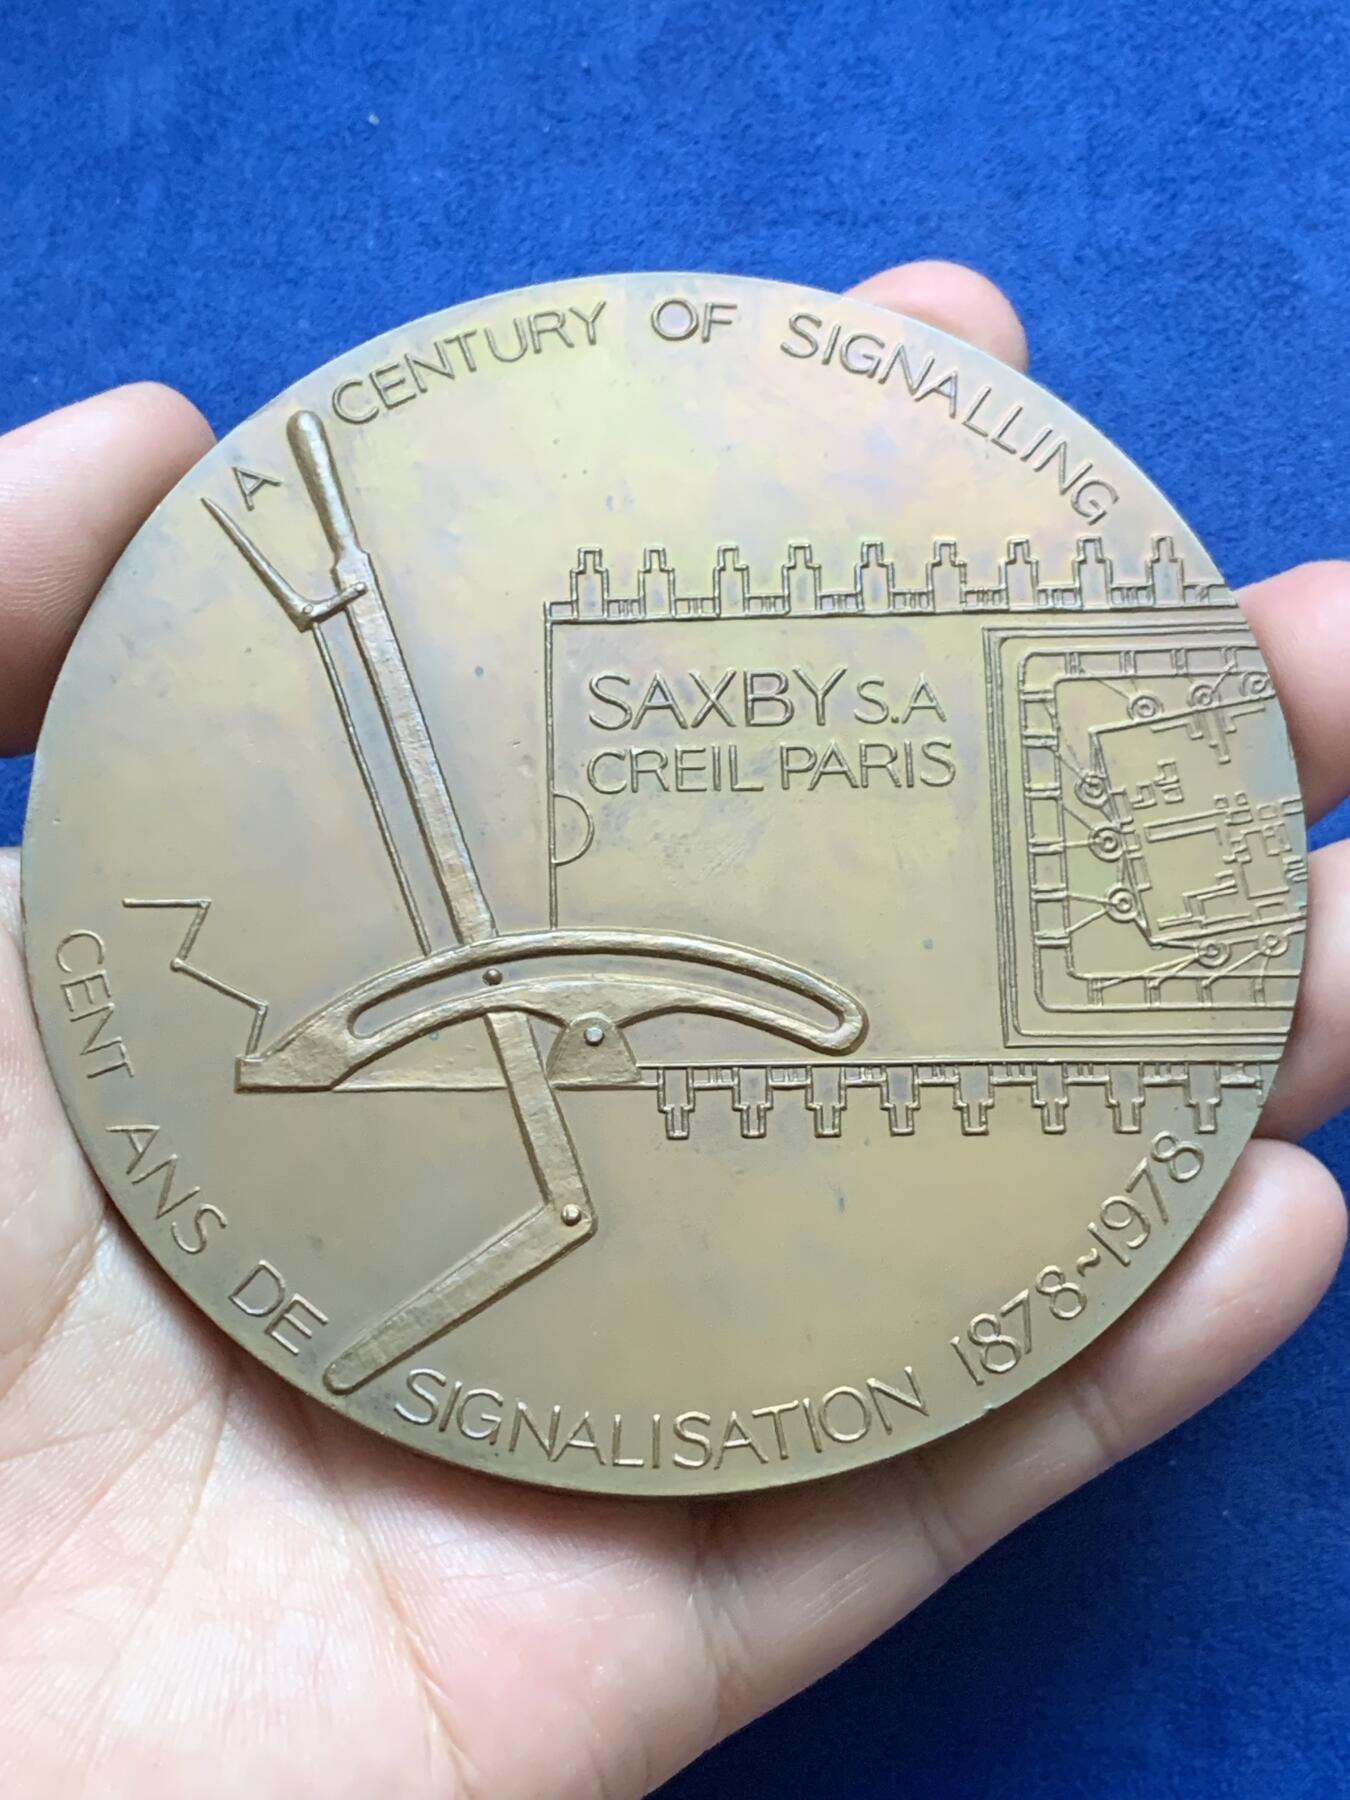 A CENTURY OF SIGNALLING
SAXBY S.A
CREIL PARIS
CENT ANS DE SIGNALISATION 1878~1978